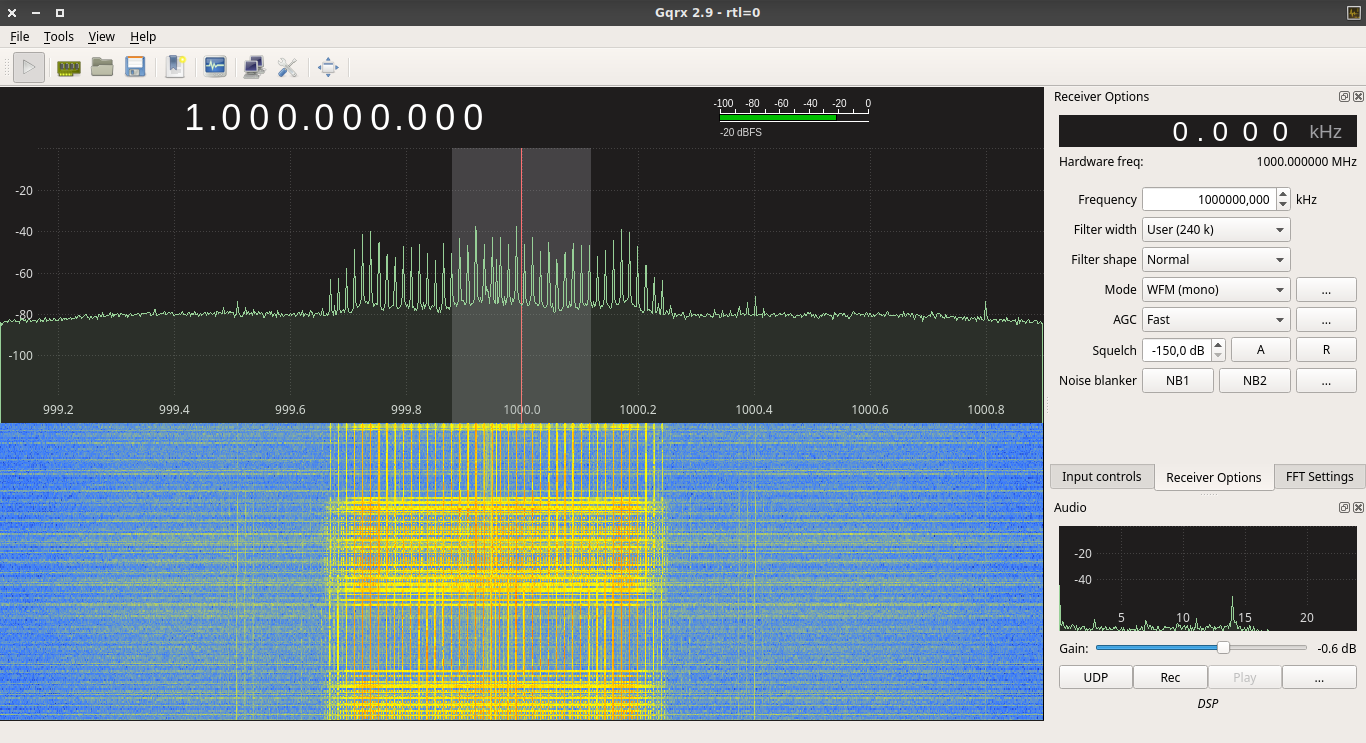 Gqrx 2.9 - rtl=0
File Tools View Help
1.000.000.000
-100 -80 -60 -40 -20 0
-20 dBFS
-20
-40
-60
-80
-100
999.2 999.4 999.6 999.8 1000.0 1000.2 1000.4 1000.6 1000.8
Receiver Options
0.000 kHz
Hardware freq: 1000.000000 MHz
Frequency 1000000,000 kHz
Filter width User (240 k)
Filter shape Normal
Mode WFM (mono) ...
AGC Fast ...
Squelch -150,0 dB A R
Noise blanker NB1 NB2 ...
Input controls Receiver Options FFT Settings
Audio
-20
-40
5 10 15 20
Gain: -0.6 dB
UDP Rec Play ...
DSP